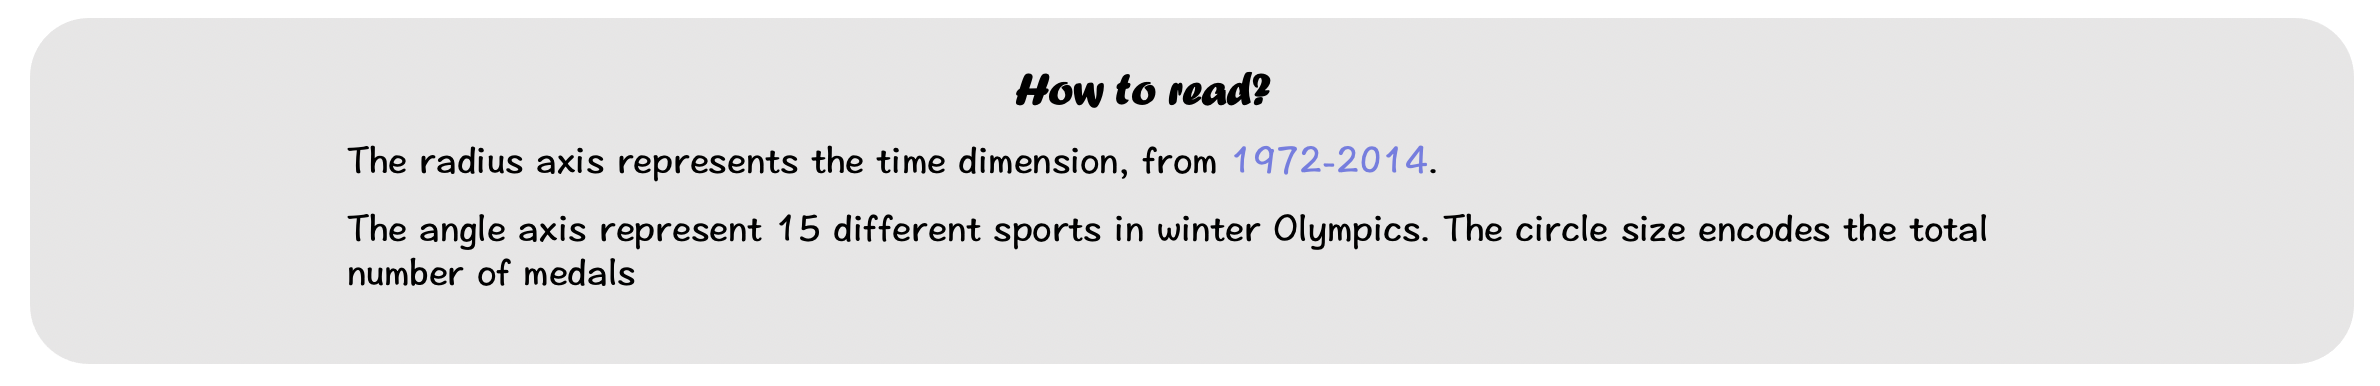 How to read?
The radius axis represents the time dimension, from 1972-2014.
The angle axis represent 15 different sports in winter Olympics. The circle size encodes the total
number of medals